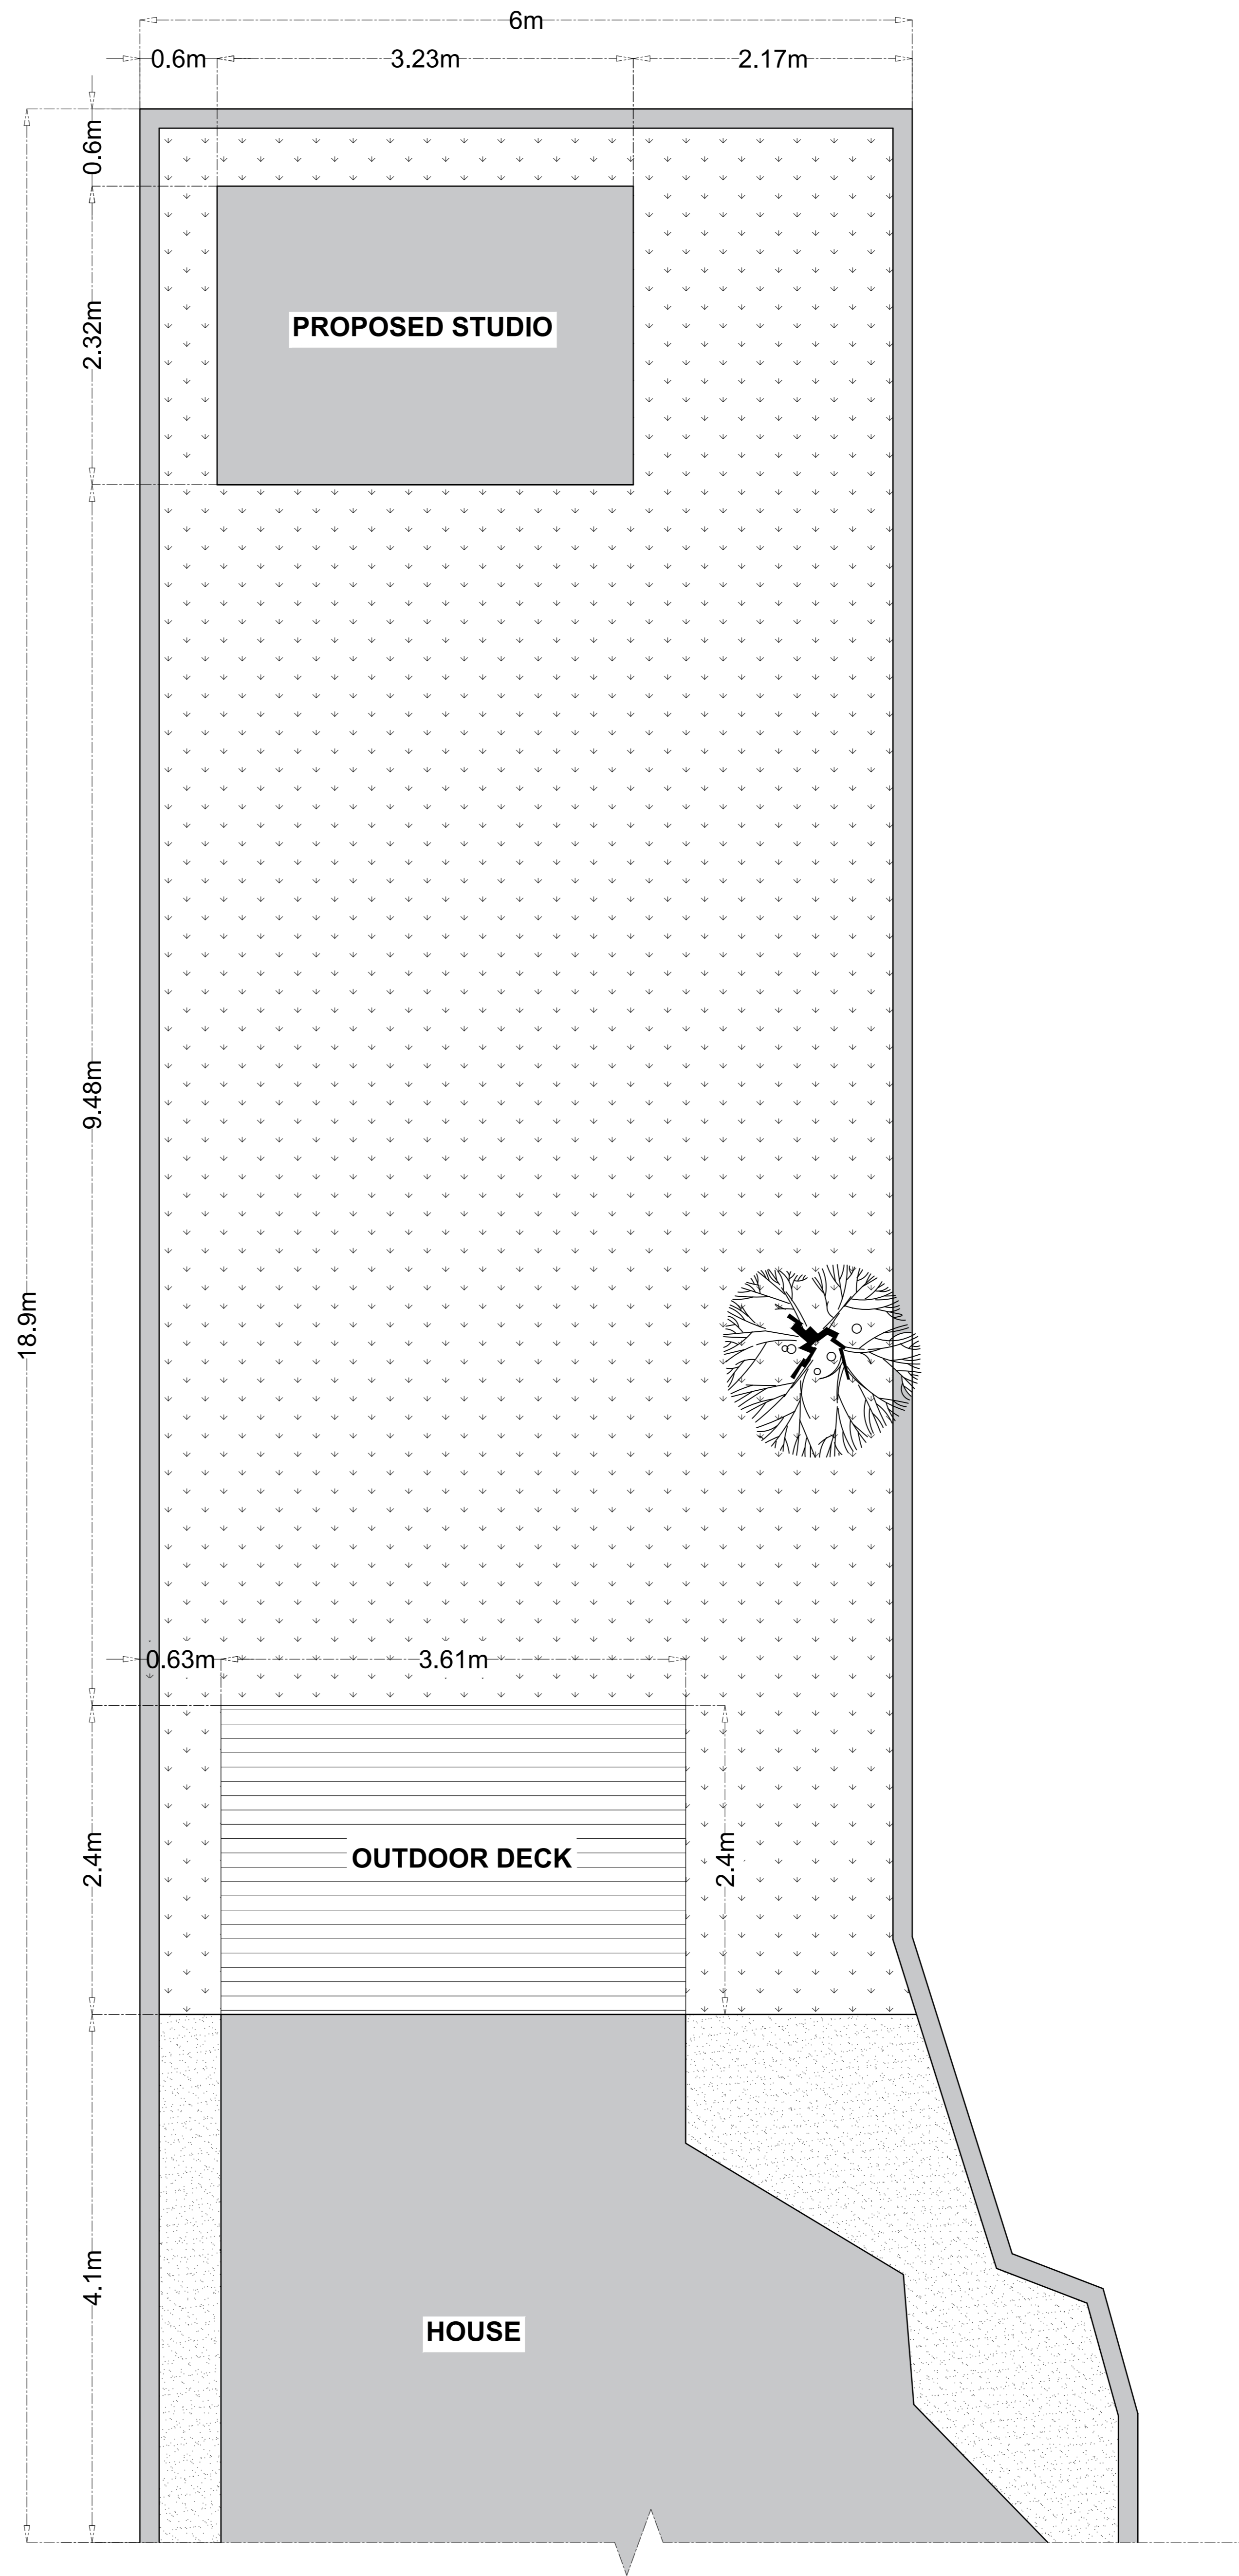 6m
0.6m 3.23m 2.17m
0.6m
PROPOSED STUDIO
2.32m
9.48m
18.9m
0.63m 3.61m
OUTDOOR DECK
2.4m
2.4m
4.1m
HOUSE